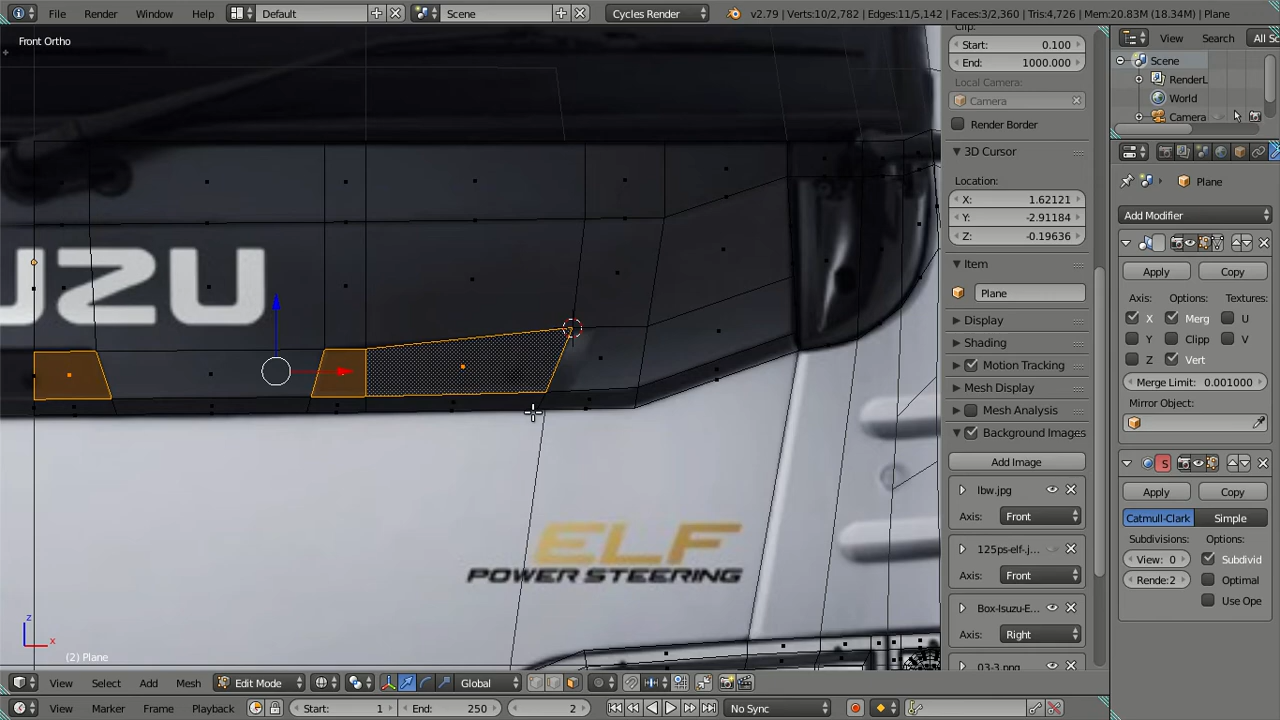 File Render Window Help Default Scene Cycles Render v2.79 | Verts:10/2,782 | Edges:11/5,142 | Faces:3/2,360 | Tris:4,726 | Mem:20.83M (18.34M) | Plane
Front Ortho
View Search All Sc
Start: 0.100
End: 1000.000
Local Camera:
Camera
Render Border
3D Cursor
Location:
X: 1.62121
Y: -2.91184
Z: -0.19636
Item
Plane
Display
Shading
Motion Tracking
Mesh Display
Mesh Analysis
Background Images
Add Image
lbw.jpg
Axis: Front
125ps-elf-.j...
Axis: Front
Box-Isuzu-E...
Axis: Right
03-3.png
Scene
RenderL
World
Camera
Plane
Add Modifier
Apply Copy
Axis: Options: Textures:
X Merg U
Y Clipp V
Z Vert
Merge Limit: 0.001000
Mirror Object:
S
Apply Copy
Catmull-Clark Simple
Subdivisions: Options:
View: 0 Subdivid
Rende: 2 Optimal
Use Ope
UZU
ELF
POWER STEERING
z
x
(2) Plane
View Select Add Mesh Edit Mode Global
View Marker Frame Playback Start: 1 End: 250 2 No Sync